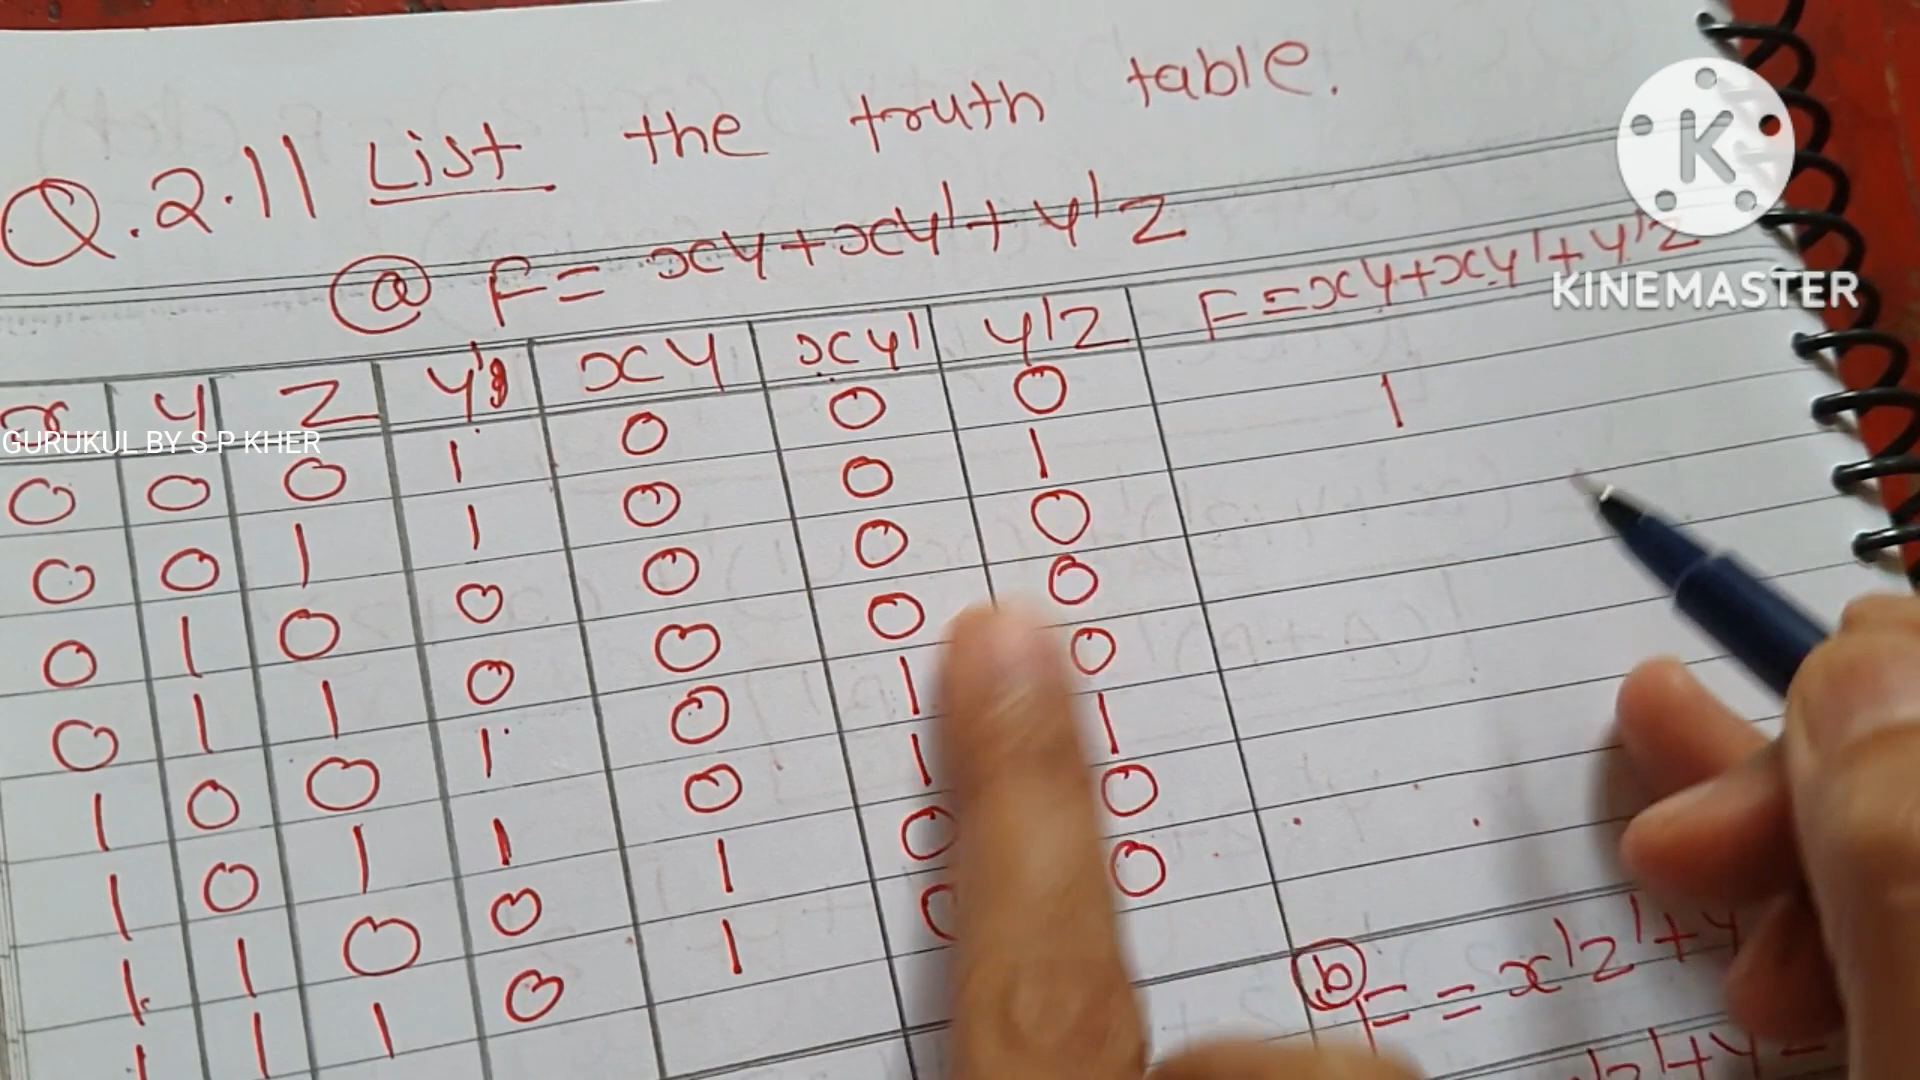 Q.2.11 List the truth table.
ⓐ F = xy + xy' + y'z
x y z y' xy xy' y'z F = xy + xy' + y'z
0 0 0 1 0 0 0 1
0 0 1 1 0 0 1
0 1 0 0 0 0 0
0 1 1 0 0 0 0
1 0 0 1 0 1 0
1 0 1 1 0 1 1
1 1 0 0 1 0 0
1 1 1 0 1 0 0
ⓑ F = x'z' + y
GURUKUL BY S P KHER
K
KINEMASTER